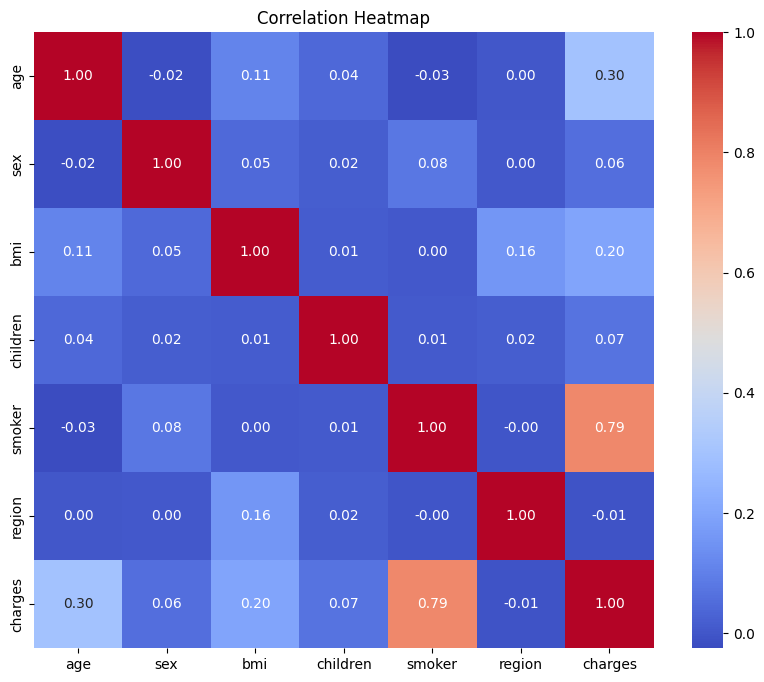 Correlation Heatmap
age 1.00 -0.02 0.11 0.04 -0.03 0.00 0.30
sex -0.02 1.00 0.05 0.02 0.08 0.00 0.06
bmi 0.11 0.05 1.00 0.01 0.00 0.16 0.20
children 0.04 0.02 0.01 1.00 0.01 0.02 0.07
smoker -0.03 0.08 0.00 0.01 1.00 -0.00 0.79
region 0.00 0.00 0.16 0.02 -0.00 1.00 -0.01
charges 0.30 0.06 0.20 0.07 0.79 -0.01 1.00
age sex bmi children smoker region charges
1.0
0.8
0.6
0.4
0.2
0.0